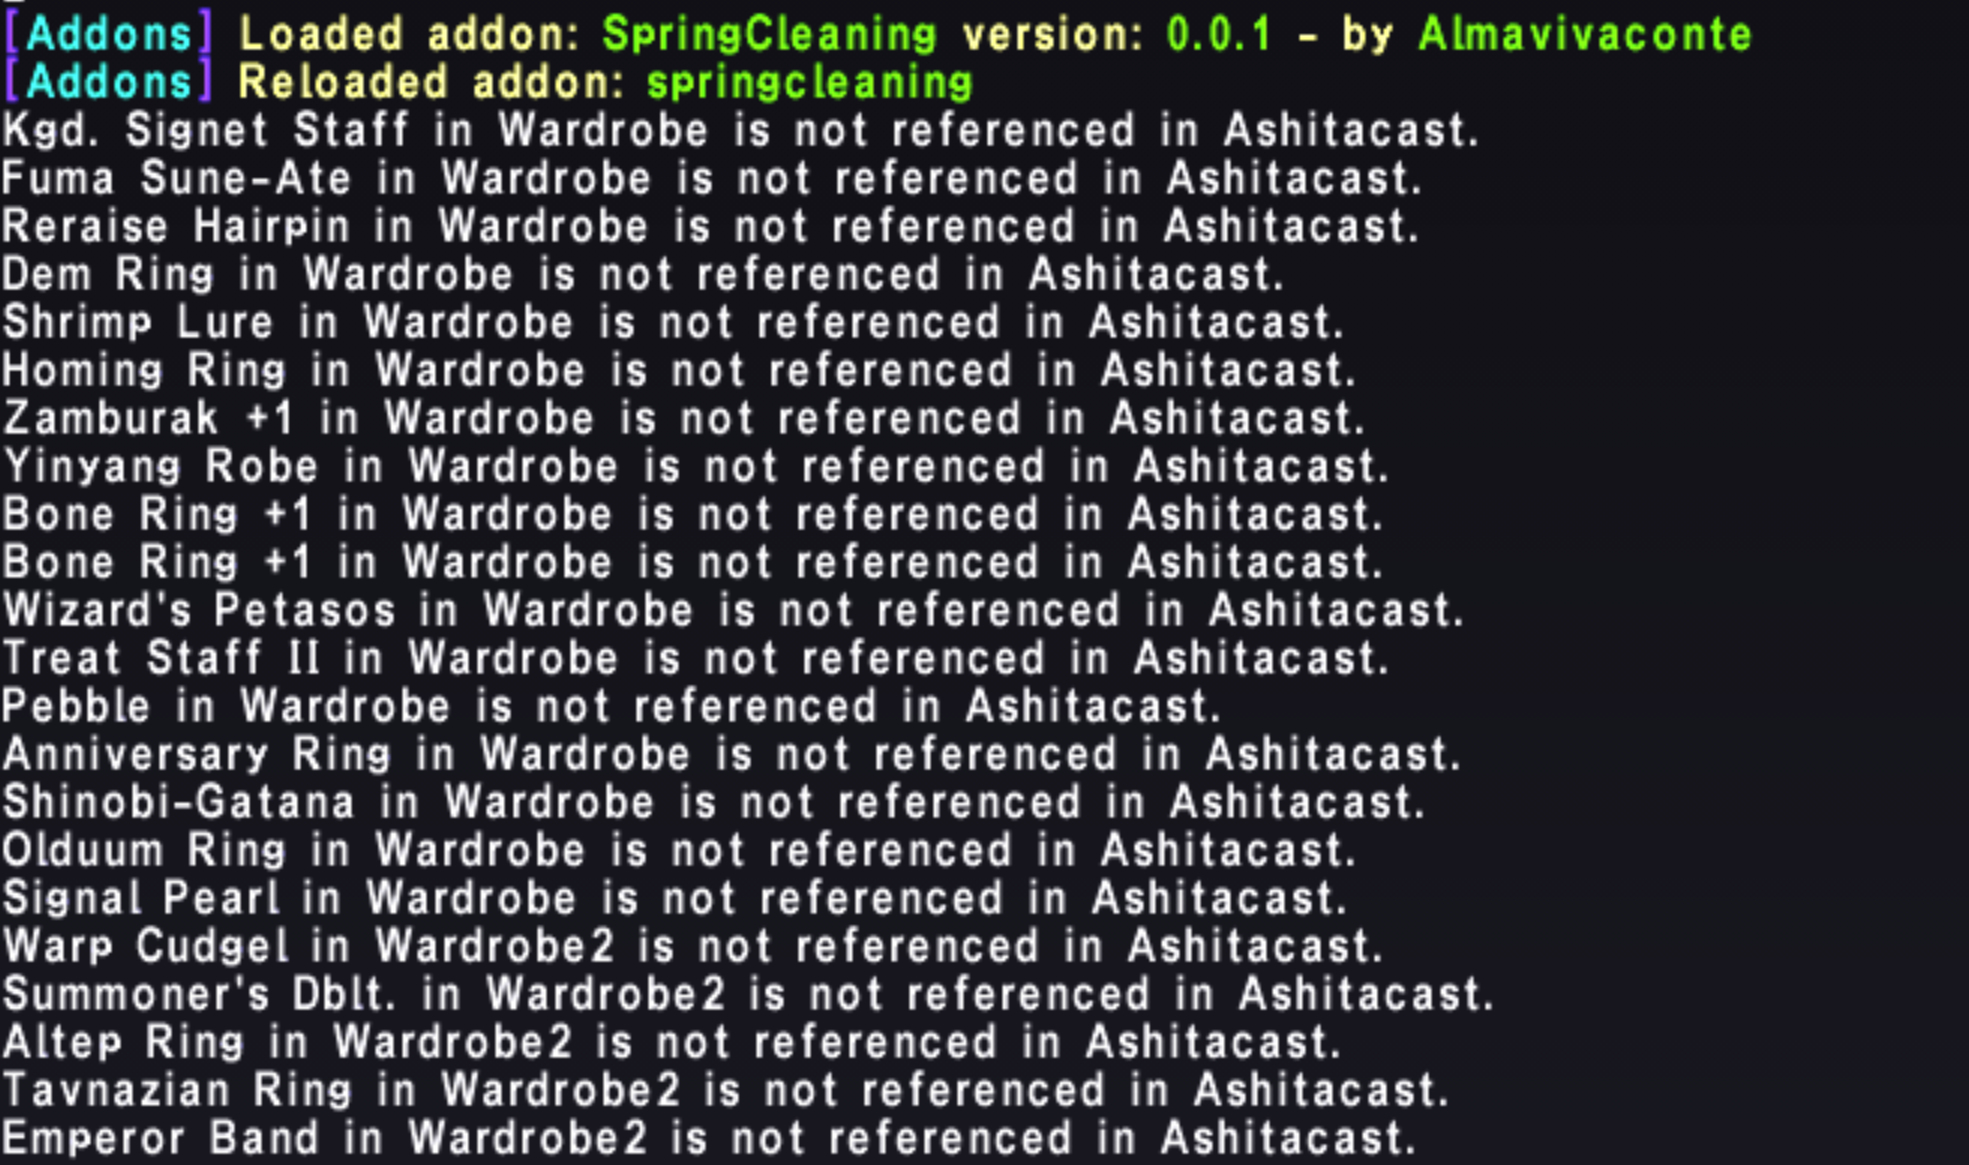 [Addons] Loaded addon: SpringCleaning version: 0.0.1 - by Almavivaconte
[Addons] Reloaded addon: springcleaning
Kgd. Signet Staff in Wardrobe is not referenced in Ashitacast.
Fuma Sune-Ate in Wardrobe is not referenced in Ashitacast.
Reraise Hairpin in Wardrobe is not referenced in Ashitacast.
Dem Ring in Wardrobe is not referenced in Ashitacast.
Shrimp Lure in Wardrobe is not referenced in Ashitacast.
Homing Ring in Wardrobe is not referenced in Ashitacast.
Zamburak +1 in Wardrobe is not referenced in Ashitacast.
Yinyang Robe in Wardrobe is not referenced in Ashitacast.
Bone Ring +1 in Wardrobe is not referenced in Ashitacast.
Bone Ring +1 in Wardrobe is not referenced in Ashitacast.
Wizard's Petasos in Wardrobe is not referenced in Ashitacast.
Treat Staff II in Wardrobe is not referenced in Ashitacast.
Pebble in Wardrobe is not referenced in Ashitacast.
Anniversary Ring in Wardrobe is not referenced in Ashitacast.
Shinobi-Gatana in Wardrobe is not referenced in Ashitacast.
Olduum Ring in Wardrobe is not referenced in Ashitacast.
Signal Pearl in Wardrobe is not referenced in Ashitacast.
Warp Cudgel in Wardrobe2 is not referenced in Ashitacast.
Summoner's Dblt. in Wardrobe2 is not referenced in Ashitacast.
Altep Ring in Wardrobe2 is not referenced in Ashitacast.
Tavnazian Ring in Wardrobe2 is not referenced in Ashitacast.
Emperor Band in Wardrobe2 is not referenced in Ashitacast.